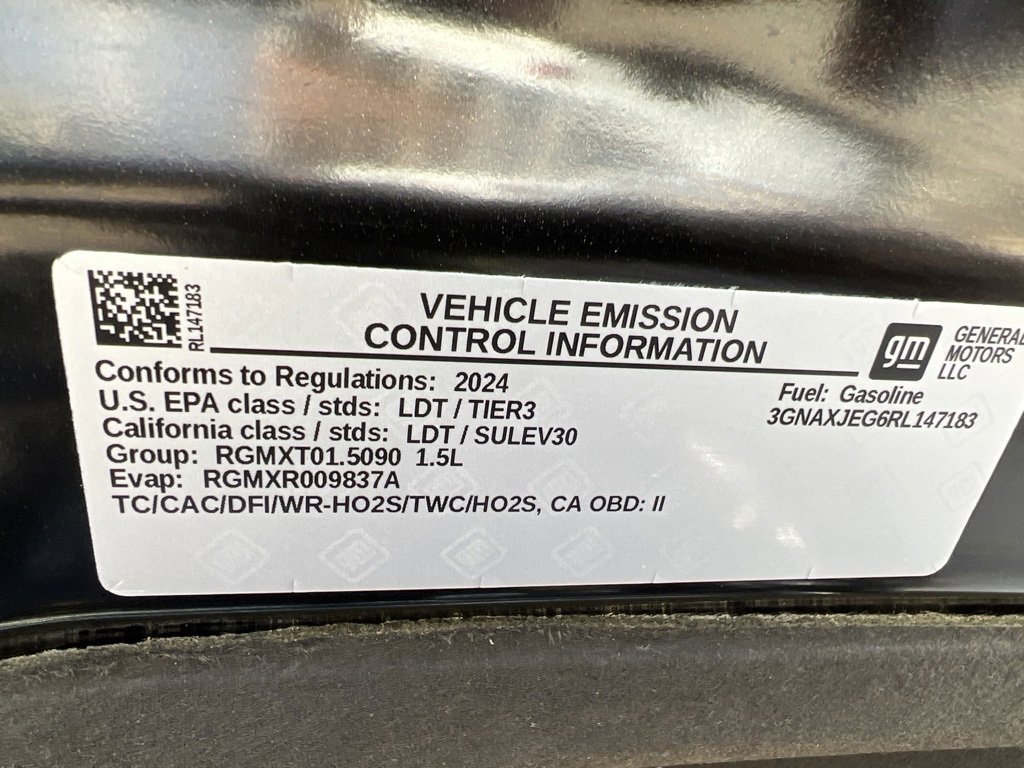 RL147183
VEHICLE EMISSION
CONTROL INFORMATION
gm
GENERAL
MOTORS
LLC
Conforms to Regulations: 2024
U.S. EPA class / stds: LDT / TIER3
California class / stds: LDT / SULEV30
Group: RGMXT01.5090 1.5L
Evap: RGMXR009837A
TC/CAC/DFI/WR-HO2S/TWC/HO2S, CA OBD: II
Fuel: Gasoline
3GNAXJEG6RL147183